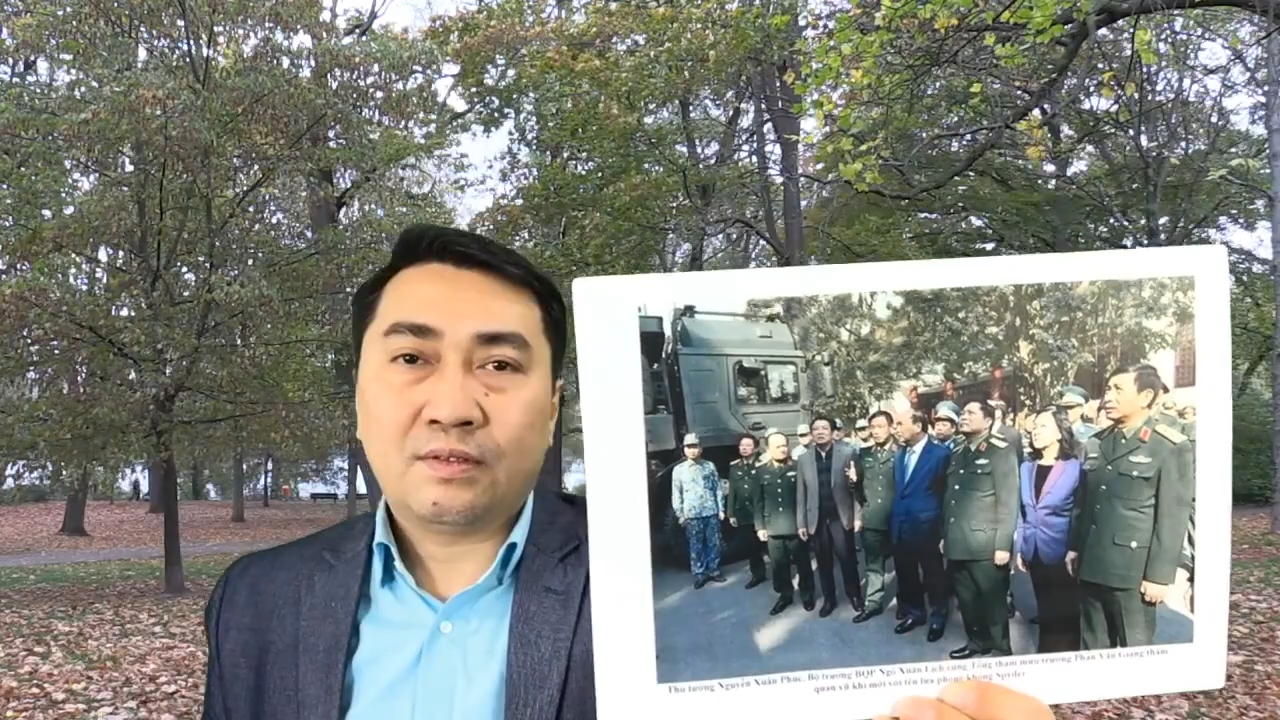 Thủ tướng Nguyễn Xuân Phúc, Bộ trưởng BQP Ngô Xuân Lịch cùng Tổng tham mưu trưởng Phan Văn Giang thăm
quan vũ khí mới với tên lửa phòng không Spyder